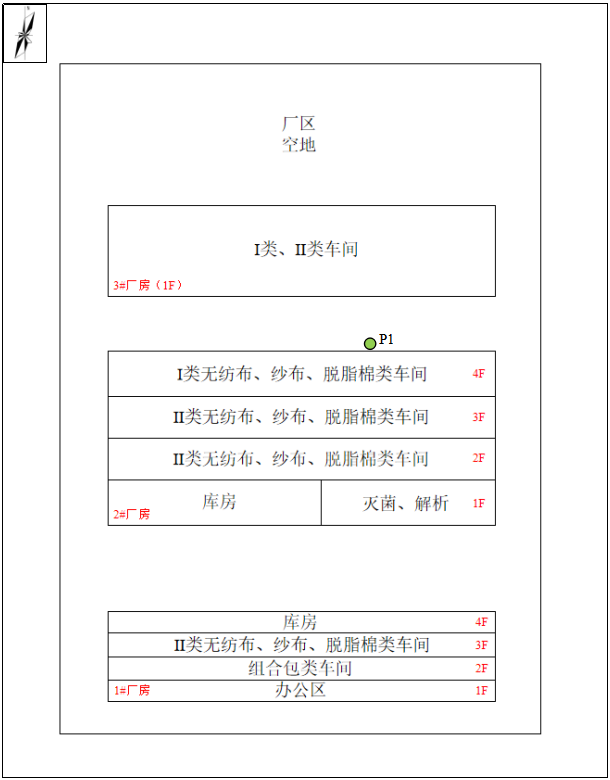 厂区
空地
I类、II类车间
3#厂房（1F）
P1
I类无纺布、纱布、脱脂棉类车间 4F
II类无纺布、纱布、脱脂棉类车间 3F
II类无纺布、纱布、脱脂棉类车间 2F
库房 灭菌、解析 1F
2#厂房
库房 4F
II类无纺布、纱布、脱脂棉类车间 3F
组合包类车间 2F
1#厂房 办公区 1F